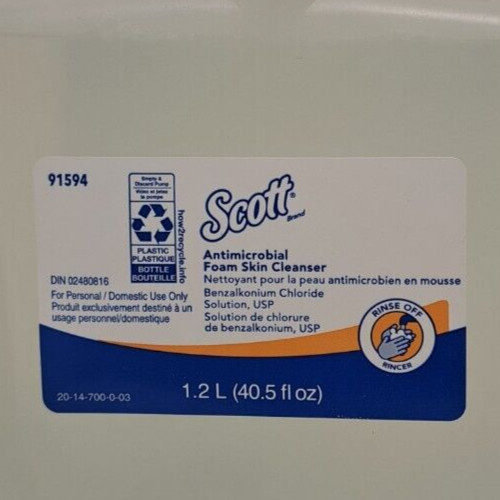 91594
Empty &
Discard Pump
Videz et jetez
la pompe
PLASTIC
PLASTIQUE
BOTTLE
BOUTEILLE
how2recycle.info
Scott®
Brand
Antimicrobial
Foam Skin Cleanser
Nettoyant pour la peau antimicrobien en mousse
Benzalkonium Chloride
Solution, USP
Solution de chlorure
de benzalkonium, USP
DIN 02480816
For Personal / Domestic Use Only
Produit exclusivement destiné à un
usage personnel/domestique
RINSE OFF
RINCER
20-14-700-0-03
1.2 L (40.5 fl oz)